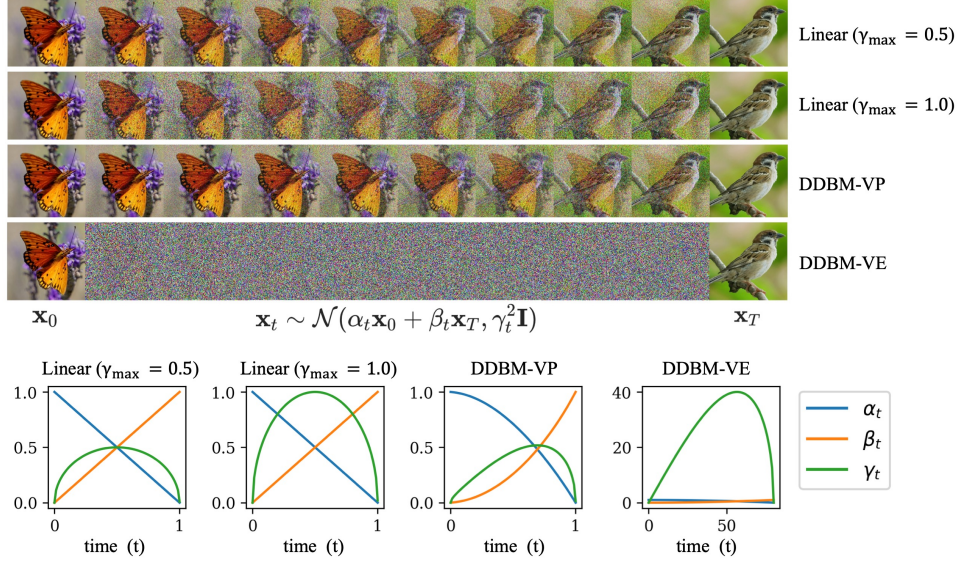 Linear (γmax = 0.5)
Linear (γmax = 1.0)
DDBM-VP
DDBM-VE
x₀
xₜ ∼ 𝒩(αₜx₀ + βₜx_T, γₜ²I)
x_T
Linear (γmax = 0.5)
Linear (γmax = 1.0)
DDBM-VP
DDBM-VE
1.0
0.5
0.0
0
1
time (t)
1.0
0.5
0.0
0
1
time (t)
1.0
0.5
0.0
0
1
time (t)
40
20
0
0
50
time (t)
αₜ
βₜ
γₜ